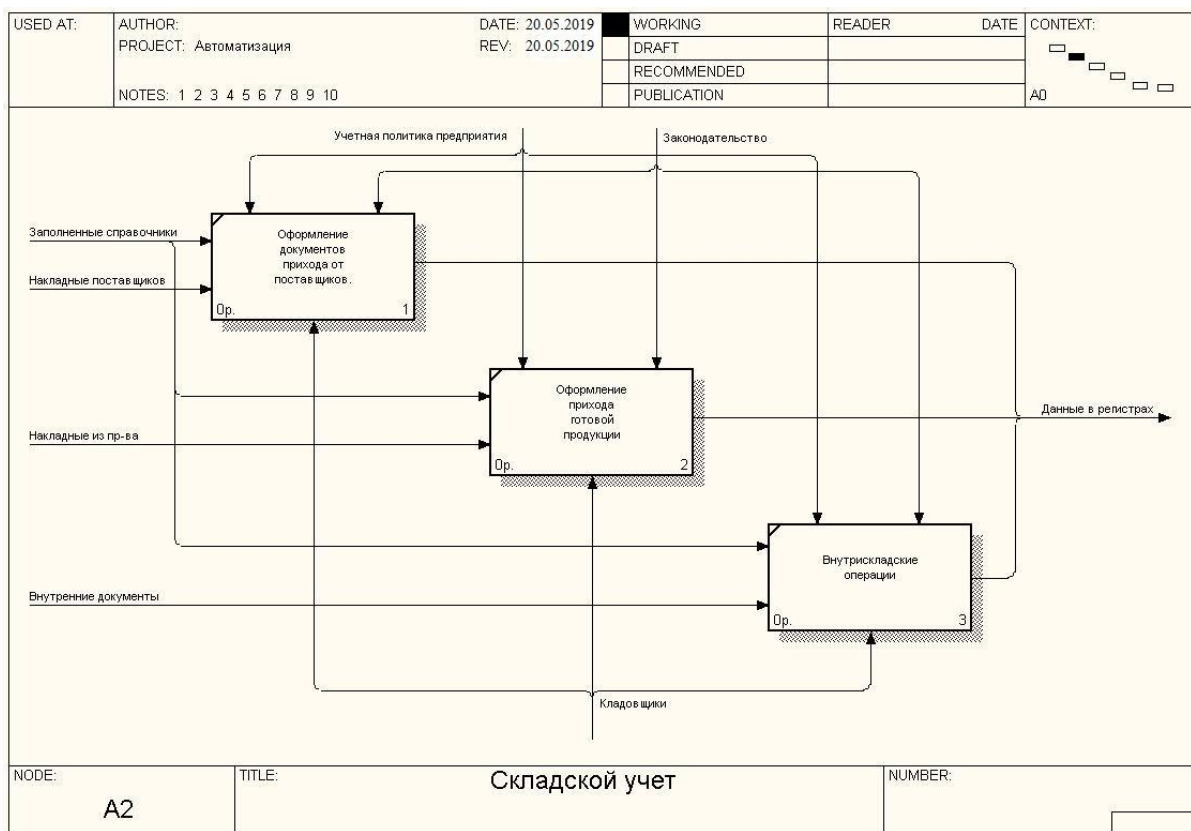 USED AT:
AUTHOR:
DATE: 20.05.2019
PROJECT: Автоматизация
REV: 20.05.2019
NOTES: 1 2 3 4 5 6 7 8 9 10
WORKING
DRAFT
RECOMMENDED
PUBLICATION
READER
DATE
CONTEXT:
A0
Учетная политика предприятия
Законодательство
Заполненные справочники
Накладные поставщиков
Оформление
документов
прихода от
поставщиков.
0р.
1
Оформление
прихода
готовой
продукции
0р.
2
Данные в регистрах
Накладные из пр-ва
Внутрискладские
операции
0р.
3
Внутренние документы
Кладовщики
NODE:
A2
TITLE:
Складской учет
NUMBER: